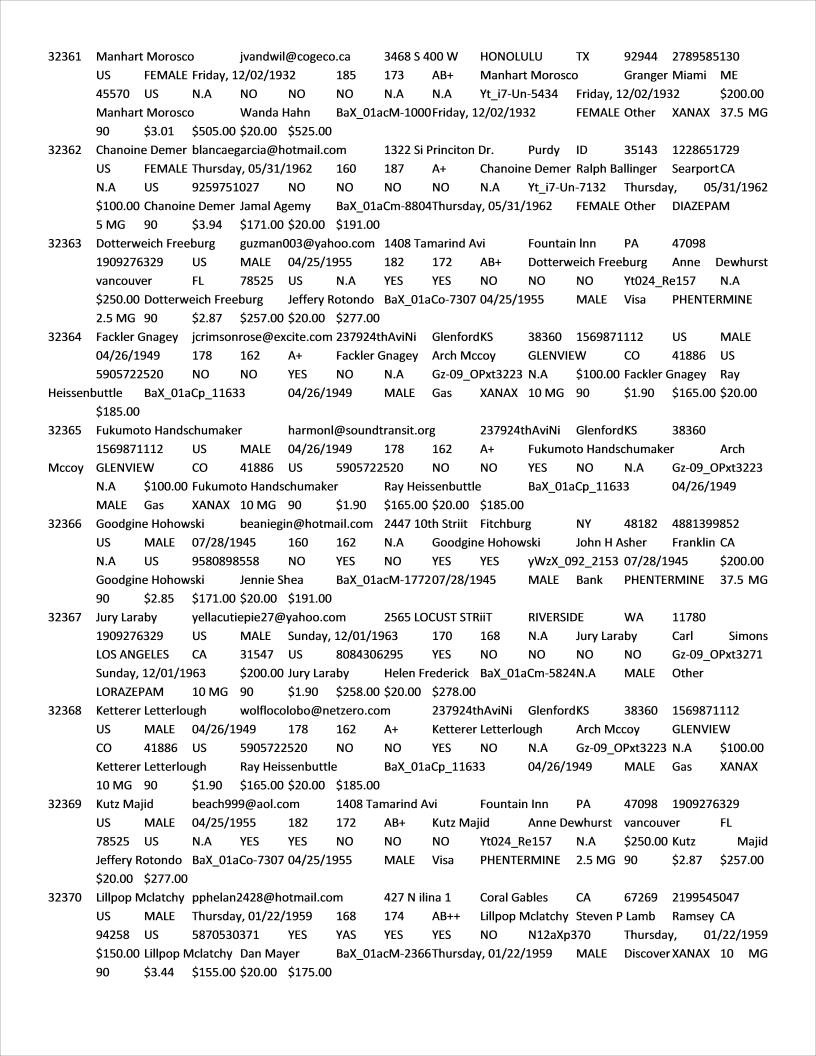 32361 Manhart Morosco jvandwil@cogeco.ca 3468 S 400 W HONOLULU TX 92944 2789585130
US FEMALE Friday, 12/02/1932 185 173 AB+ Manhart Morosco Granger Miami ME
45570 US N.A NO NO NO N.A N.A Yt_i7-Un-5434 Friday, 12/02/1932 $200.00
Manhart Morosco Wanda Hahn BaX_01acM-1000Friday, 12/02/1932 FEMALE Other XANAX 37.5 MG
90 $3.01 $505.00 $20.00 $525.00
32362 Chanoine Demer blancaegarcia@hotmail.com 1322 Si Princiton Dr. Purdy ID 35143 1228651729
US FEMALE Thursday, 05/31/1962 160 187 A+ Chanoine Demer Ralph Ballinger Searport CA
N.A US 9259751027 NO NO NO NO N.A Yt_i7-Un-7132 Thursday, 05/31/1962
$100.00 Chanoine Demer Jamal Agemy BaX_01aCm-8804Thursday, 05/31/1962 FEMALE Other DIAZEPAM
5 MG 90 $3.94 $171.00 $20.00 $191.00
32363 Dotterweich Freeburg guzman003@yahoo.com 1408 Tamarind Avi Fountain Inn PA 47098
1909276329 US MALE 04/25/1955 182 172 AB+ Dotterweich Freeburg Anne Dewhurst
vancouver FL 78525 US N.A YES YES NO NO NO Yt024_Re157 N.A
$250.00 Dotterweich Freeburg Jeffery Rotondo BaX_01aCo-7307 04/25/1955 MALE Visa PHENTERMINE
2.5 MG 90 $2.87 $257.00 $20.00 $277.00
32364 Fackler Gnagey jcrimsonrose@excite.com 237924thAviNi GlenfordKS 38360 1569871112 US MALE
04/26/1949 178 162 A+ Fackler Gnagey Arch Mccoy GLENVIEW CO 41886 US
5905722520 NO NO YES NO N.A Gz-09_OPxt3223 N.A $100.00 Fackler Gnagey Ray
Heissenbuttle BaX_01aCp_11633 04/26/1949 MALE Gas XANAX 10 MG 90 $1.90 $165.00 $20.00
$185.00
32365 Fukumoto Handschumaker harmonl@soundtransit.org 237924thAviNi GlenfordKS 38360
1569871112 US MALE 04/26/1949 178 162 A+ Fukumoto Handschumaker Arch
Mccoy GLENVIEW CO 41886 US 5905722520 NO NO YES NO N.A Gz-09_OPxt3223
N.A $100.00 Fukumoto Handschumaker Ray Heissenbuttle BaX_01aCp_11633 04/26/1949
MALE Gas XANAX 10 MG 90 $1.90 $165.00 $20.00 $185.00
32366 Goodgine Hohowski beaniegin@hotmail.com 2447 10th Striit Fitchburg NY 48182 4881399852
US MALE 07/28/1945 160 162 N.A Goodgine Hohowski John H Asher Franklin CA
N.A US 9580898558 NO YES NO YES YES yWzX_092_2153 07/28/1945 $200.00
Goodgine Hohowski Jennie Shea BaX_01acM-177207/28/1945 MALE Bank PHENTERMINE 37.5 MG
90 $2.85 $171.00 $20.00 $191.00
32367 Jury Laraby yellacutiepie27@yahoo.com 2565 LOCUST STRiiT RIVERSIDE WA 11780
1909276329 US MALE Sunday, 12/01/1963 170 168 N.A Jury Laraby Carl Simons
LOS ANGELES CA 31547 US 8084306295 YES NO NO NO NO Gz-09_OPxt3271
Sunday, 12/01/1963 $200.00 Jury Laraby Helen Frederick BaX_01aCm-5824N.A MALE Other
LORAZEPAM 10 MG 90 $1.90 $258.00 $20.00 $278.00
32368 Ketterer Letterlough wolflocolobo@netzero.com 237924thAviNi GlenfordKS 38360 1569871112
US MALE 04/26/1949 178 162 A+ Ketterer Letterlough Arch Mccoy GLENVIEW
CO 41886 US 5905722520 NO NO YES NO N.A Gz-09_OPxt3223 N.A $100.00
Ketterer Letterlough Ray Heissenbuttle BaX_01aCp_11633 04/26/1949 MALE Gas XANAX
10 MG 90 $1.90 $165.00 $20.00 $185.00
32369 Kutz Majid beach999@aol.com 1408 Tamarind Avi Fountain Inn PA 47098 1909276329
US MALE 04/25/1955 182 172 AB+ Kutz Majid Anne Dewhurst vancouver FL
78525 US N.A YES YES NO NO NO Yt024_Re157 N.A $250.00 Kutz Majid
Jeffery Rotondo BaX_01aCo-7307 04/25/1955 MALE Visa PHENTERMINE 2.5 MG 90 $2.87 $257.00
$20.00 $277.00
32370 Lillpop Mclatchy pphelan2428@hotmail.com 427 N ilina 1 Coral Gables CA 67269 2199545047
US MALE Thursday, 01/22/1959 168 174 AB++ Lillpop Mclatchy Steven P Lamb Ramsey CA
94258 US 5870530371 YES YAS YES YES NO N12aXp370 Thursday, 01/22/1959
$150.00 Lillpop Mclatchy Dan Mayer BaX_01acM-2366Thursday, 01/22/1959 MALE Discover XANAX 10 MG
90 $3.44 $155.00 $20.00 $175.00